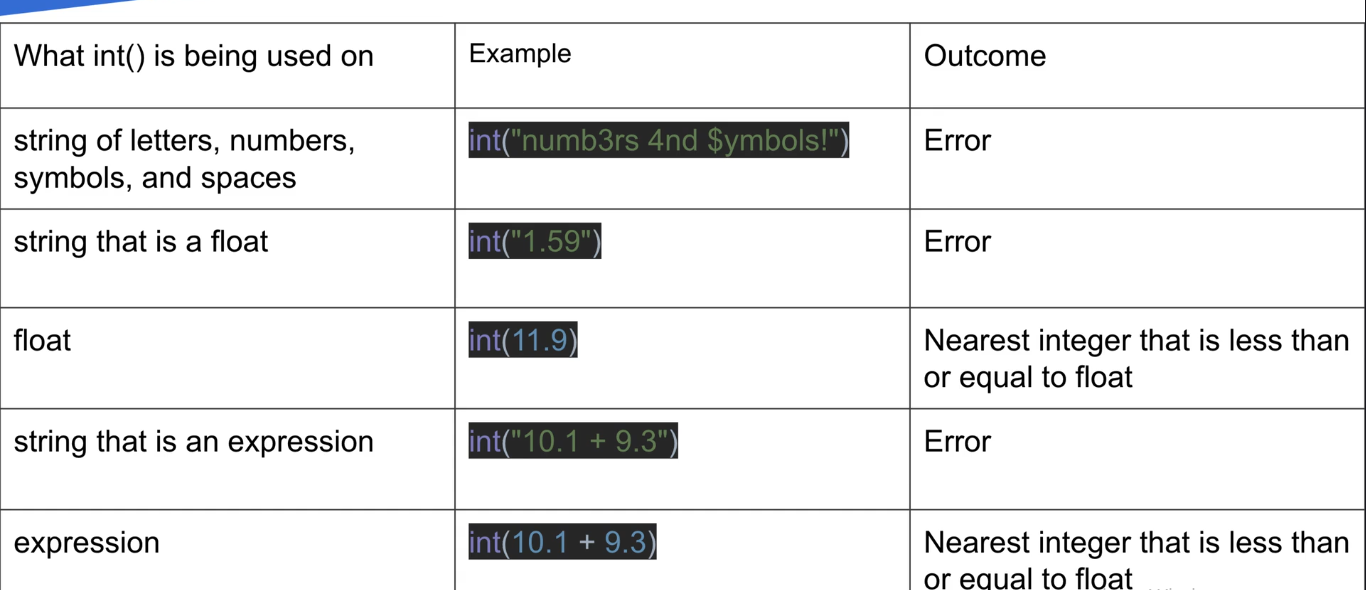 What int() is being used on
Example
Outcome
string of letters, numbers,
symbols, and spaces
int("numb3rs 4nd $ymbols!")
Error
string that is a float
int("1.59")
Error
float
int(11.9)
Nearest integer that is less than
or equal to float
string that is an expression
int("10.1 + 9.3")
Error
expression
int(10.1 + 9.3)
Nearest integer that is less than
or equal to float